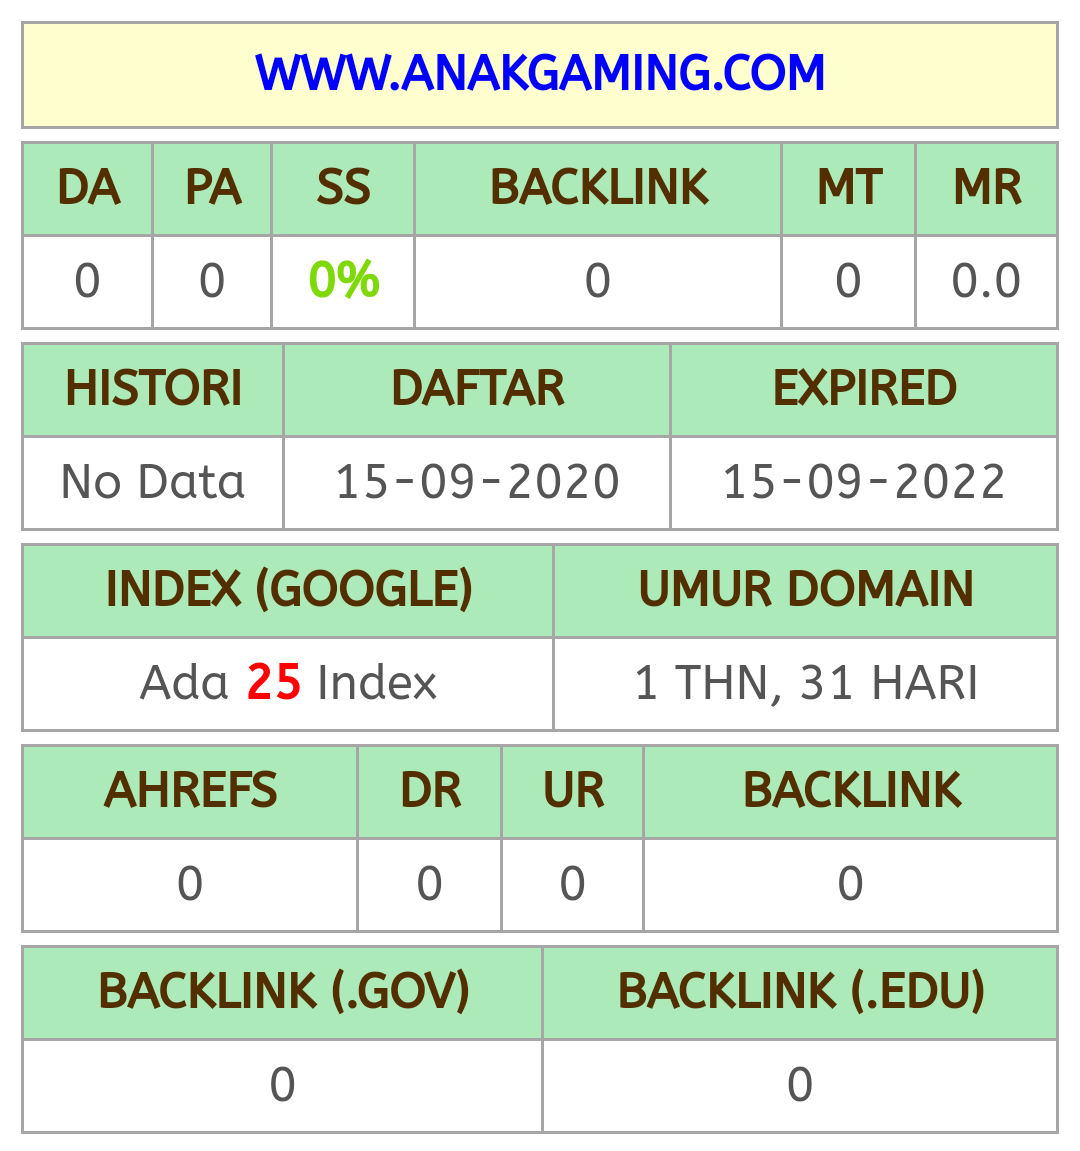 WWW.ANAKGAMING.COM
DA PA SS BACKLINK MT MR
0 0 0% 0 0 0.0
HISTORI DAFTAR EXPIRED
No Data 15-09-2020 15-09-2022
INDEX (GOOGLE) UMUR DOMAIN
Ada 25 Index 1 THN, 31 HARI
AHREFS DR UR BACKLINK
0 0 0 0
BACKLINK (.GOV) BACKLINK (.EDU)
0 0